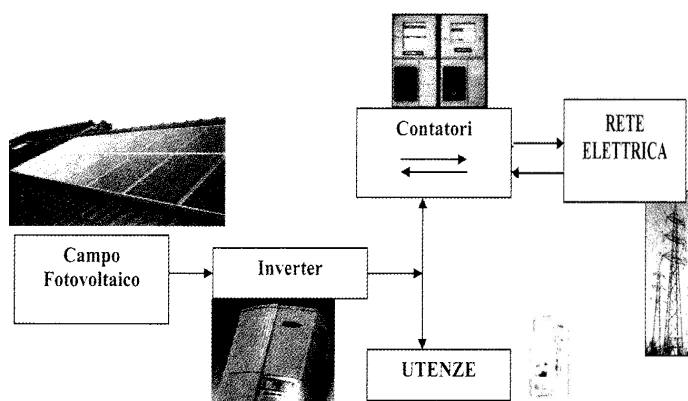 Contatori
RETE
ELETTRICA
Campo
Fotovoltaico
Inverter
UTENZE